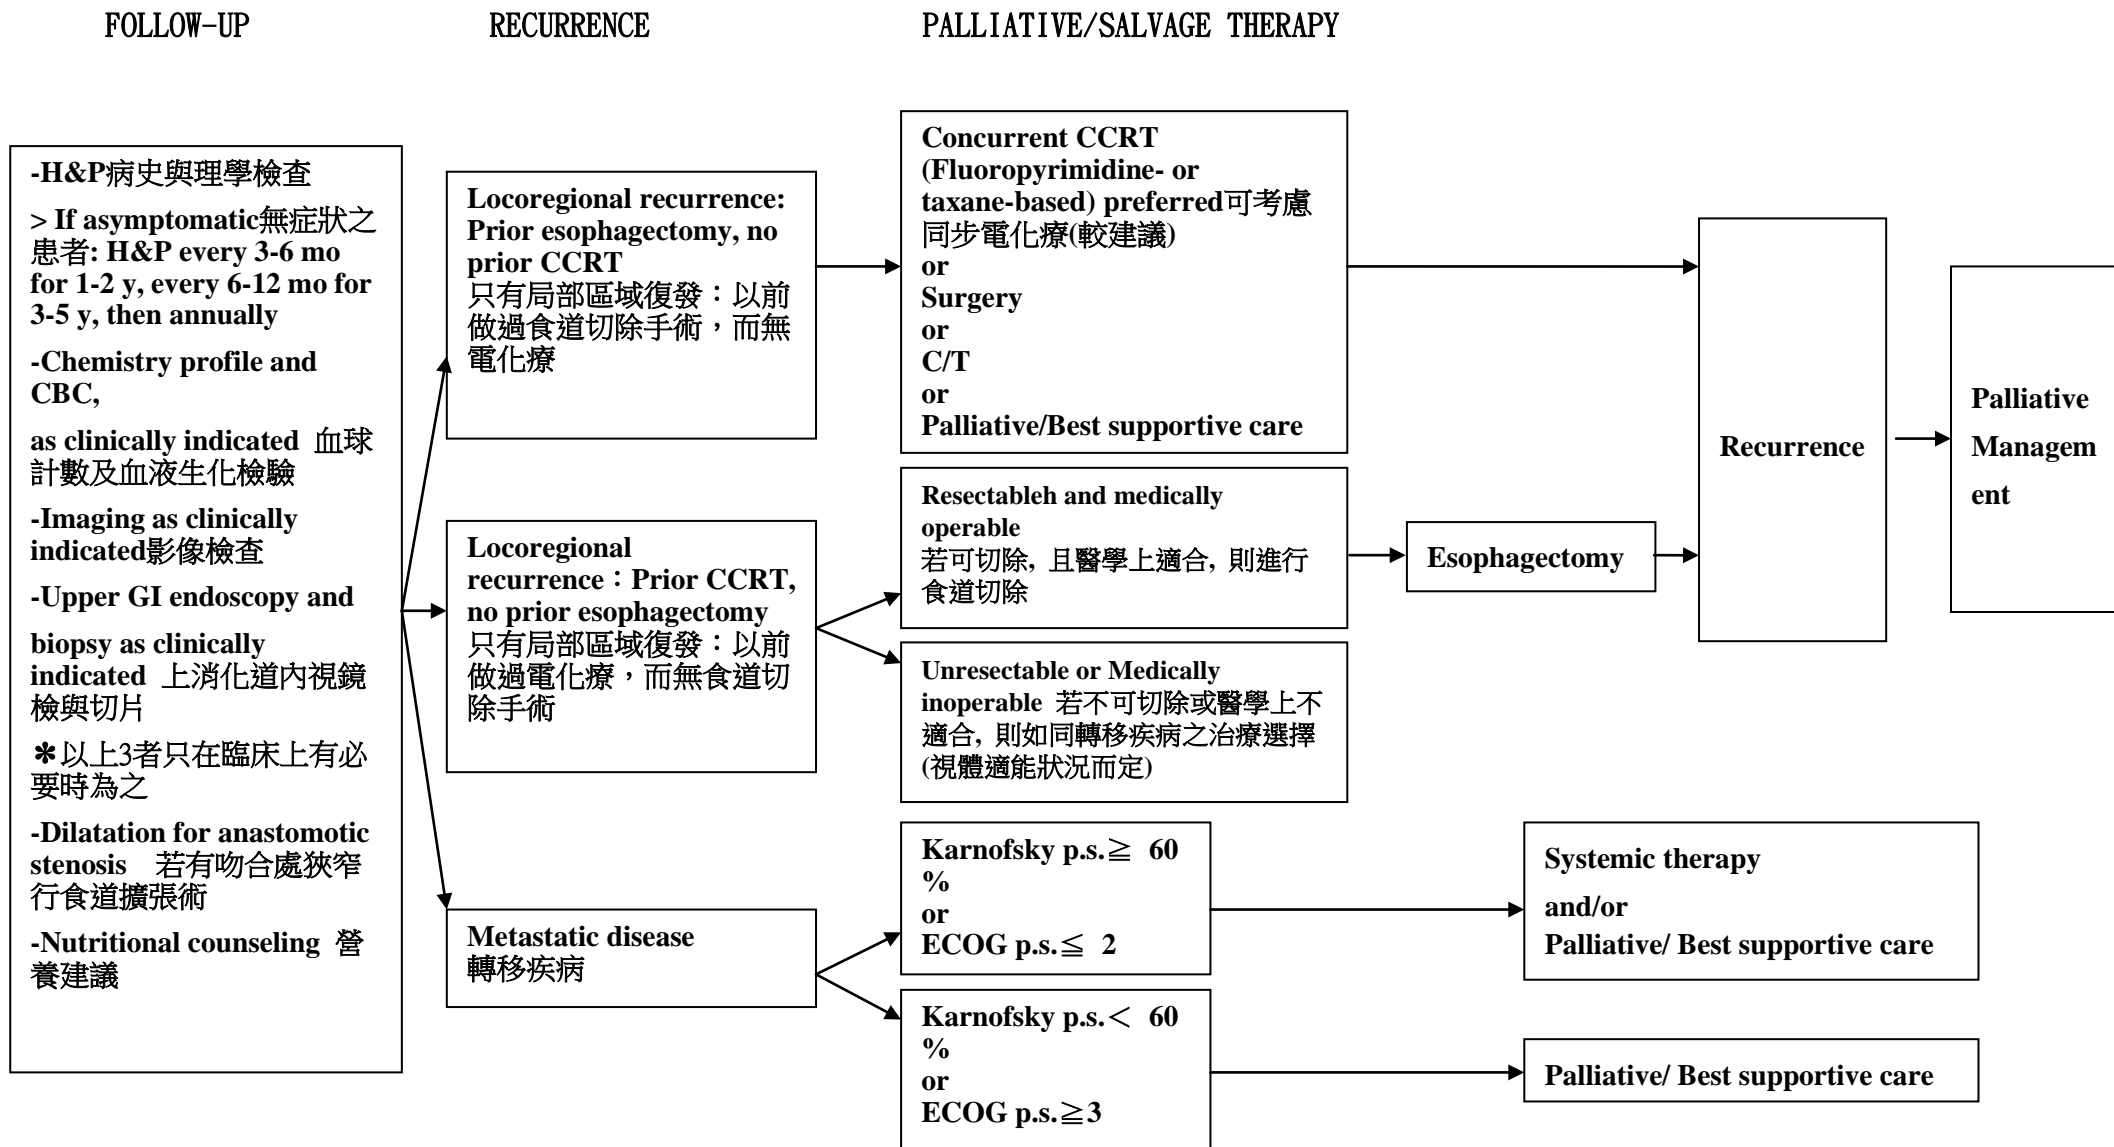 FOLLOW-UP
RECURRENCE
PALLIATIVE/SALVAGE THERAPY
-H&P病史與理學檢查
> If asymptomatic無症狀之
患者: H&P every 3-6 mo
for 1-2 y, every 6-12 mo for
3-5 y, then annually
-Chemistry profile and
CBC,
as clinically indicated 血球
計數及血液生化檢驗
-Imaging as clinically
indicated影像檢查
-Upper GI endoscopy and
biopsy as clinically
indicated 上消化道內視鏡
檢與切片
✱以上3者只在臨床上有必
要時為之
-Dilatation for anastomotic
stenosis 若有吻合處狹窄
行食道擴張術
-Nutritional counseling 營
養建議
Locoregional recurrence:
Prior esophagectomy, no
prior CCRT
只有局部區域復發：以前
做過食道切除手術，而無
電化療
Locoregional
recurrence：Prior CCRT,
no prior esophagectomy
只有局部區域復發：以前
做過電化療，而無食道切
除手術
Metastatic disease
轉移疾病
Concurrent CCRT
(Fluoropyrimidine- or
taxane-based) preferred可考慮
同步電化療(較建議)
or
Surgery
or
C/T
or
Palliative/Best supportive care
Resectableh and medically
operable
若可切除, 且醫學上適合, 則進行
食道切除
Unresectable or Medically
inoperable 若不可切除或醫學上不
適合, 則如同轉移疾病之治療選擇
(視體適能狀況而定)
Karnofsky p.s.≧ 60
%
or
ECOG p.s.≦ 2
Karnofsky p.s.＜ 60
%
or
ECOG p.s.≧3
Esophagectomy
Recurrence
Palliative
Managem
ent
Systemic therapy
and/or
Palliative/ Best supportive care
Palliative/ Best supportive care